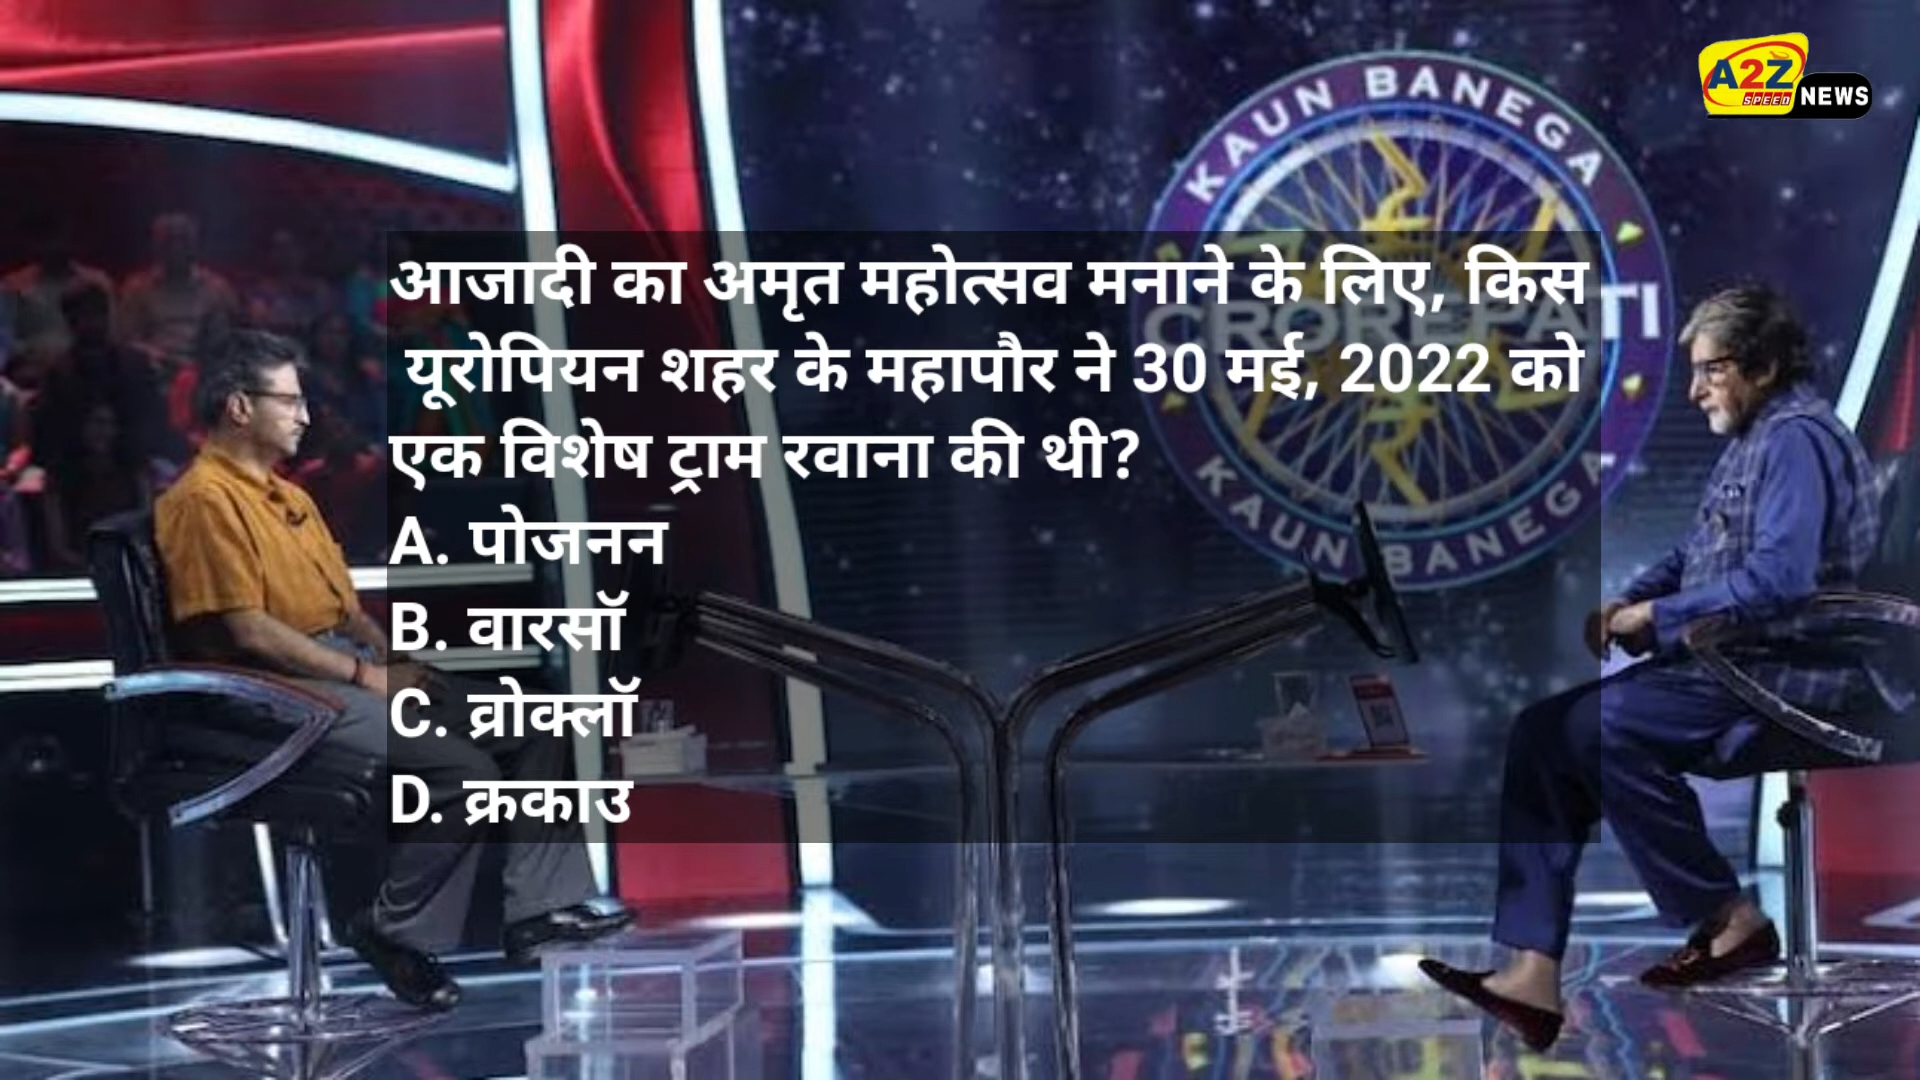 A2Z
SPEED NEWS
KAUN BANEGA
CROREPATI
KAUN BANEGA
आजादी का अमृत महोत्सव मनाने के लिए, किस
यूरोपियन शहर के महापौर ने 30 मई, 2022 को
एक विशेष ट्राम रवाना की थी?
A. पोजनन
B. वारसॉ
C. व्रोक्लॉ
D. क्रकाउ